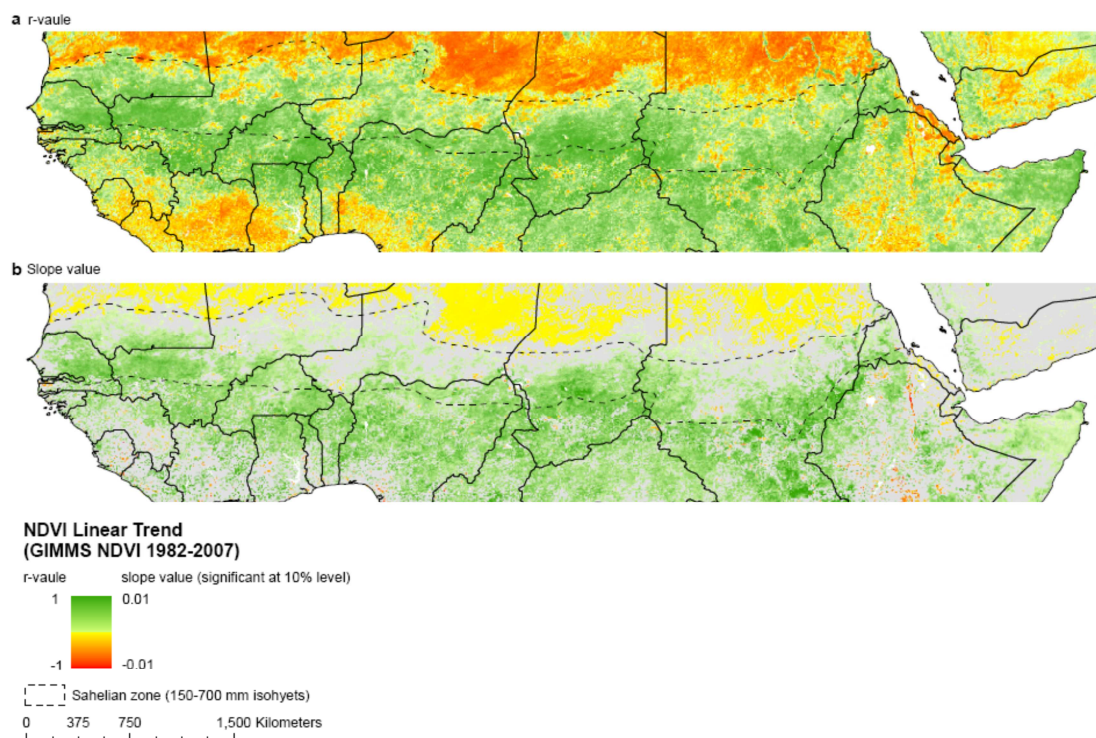 a r-vaule
b Slope value
NDVI Linear Trend
(GIMMS NDVI 1982-2007)
r-vaule slope value (significant at 10% level)
1 0.01
-1 -0.01
Sahelian zone (150-700 mm isohyets)
0 375 750 1,500 Kilometers